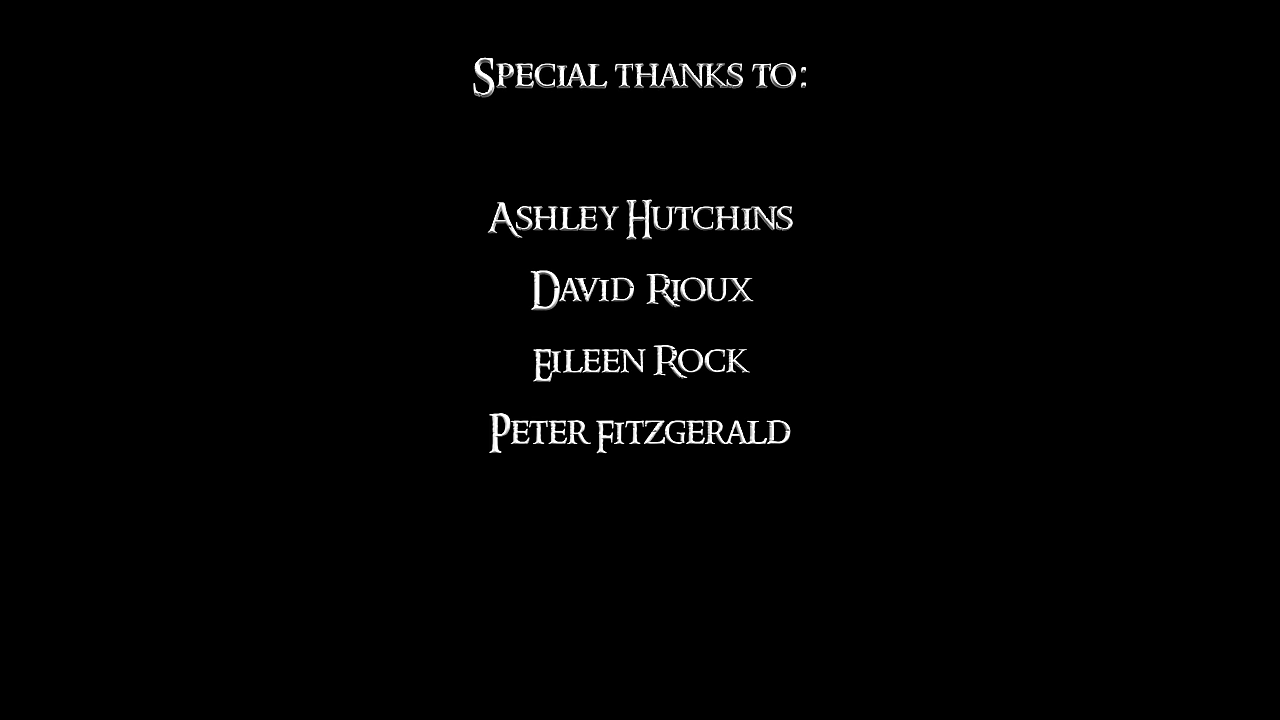 Special thanks to:
Ashley Hutchins
David Rioux
Eileen Rock
Peter Fitzgerald